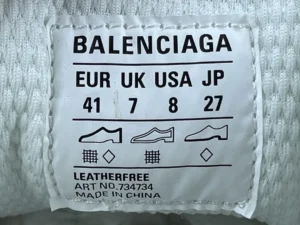 BALENCIAGA
EUR UK USA JP
41 7 8 27
LEATHERFREE
ART NO.734734
MADE IN CHINA